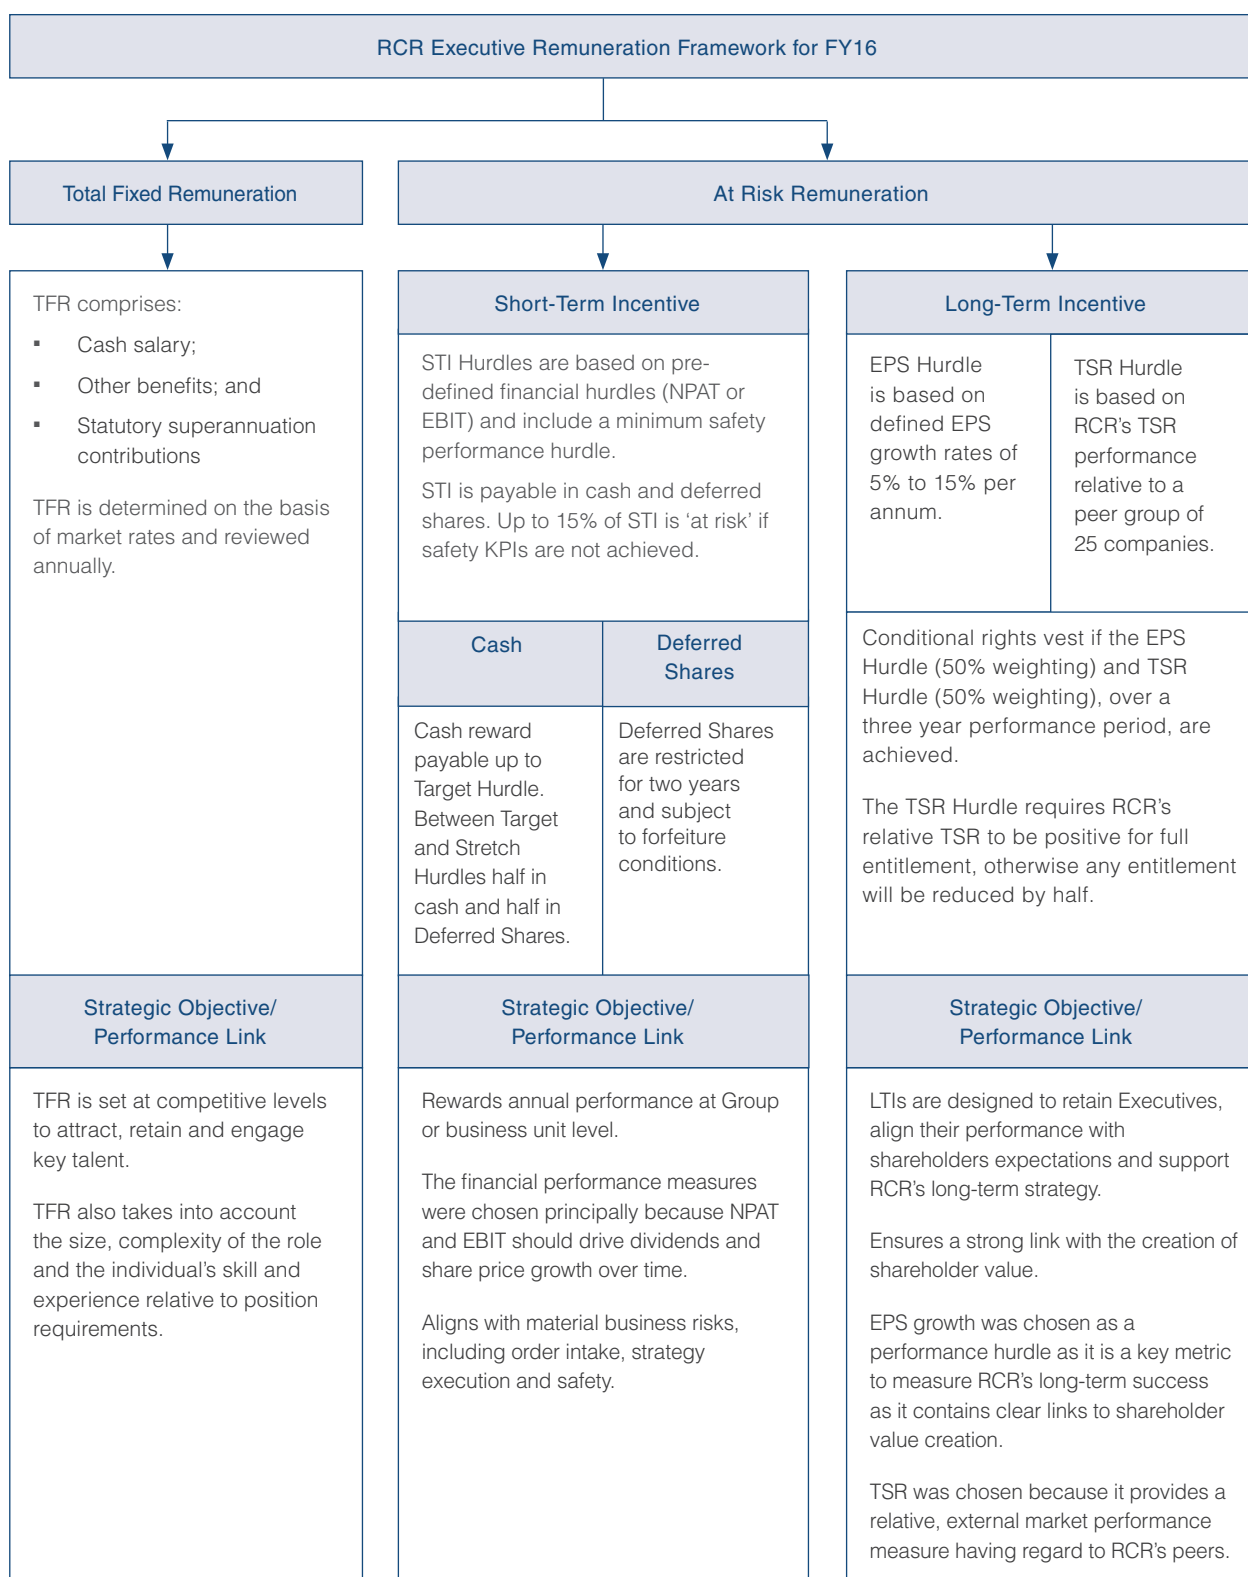 RCR Executive Remuneration Framework for FY16
Total Fixed Remuneration
At Risk Remuneration
TFR comprises:
▪ Cash salary;
▪ Other benefits; and
▪ Statutory superannuation
contributions
TFR is determined on the basis
of market rates and reviewed
annually.
Short-Term Incentive
STI Hurdles are based on pre-
defined financial hurdles (NPAT or
EBIT) and include a minimum safety
performance hurdle.
STI is payable in cash and deferred
shares. Up to 15% of STI is ‘at risk’ if
safety KPIs are not achieved.
Cash
Cash reward
payable up to
Target Hurdle.
Between Target
and Stretch
Hurdles half in
cash and half in
Deferred Shares.
Deferred
Shares
Deferred Shares
are restricted
for two years
and subject
to forfeiture
conditions.
Long-Term Incentive
EPS Hurdle
is based on
defined EPS
growth rates of
5% to 15% per
annum.
TSR Hurdle
is based on
RCR’s TSR
performance
relative to a
peer group of
25 companies.
Conditional rights vest if the EPS
Hurdle (50% weighting) and TSR
Hurdle (50% weighting), over a
three year performance period, are
achieved.
The TSR Hurdle requires RCR’s
relative TSR to be positive for full
entitlement, otherwise any entitlement
will be reduced by half.
Strategic Objective/
Performance Link
TFR is set at competitive levels
to attract, retain and engage
key talent.
TFR also takes into account
the size, complexity of the role
and the individual’s skill and
experience relative to position
requirements.
Strategic Objective/
Performance Link
Rewards annual performance at Group
or business unit level.
The financial performance measures
were chosen principally because NPAT
and EBIT should drive dividends and
share price growth over time.
Aligns with material business risks,
including order intake, strategy
execution and safety.
Strategic Objective/
Performance Link
LTIs are designed to retain Executives,
align their performance with
shareholders expectations and support
RCR’s long-term strategy.
Ensures a strong link with the creation of
shareholder value.
EPS growth was chosen as a
performance hurdle as it is a key metric
to measure RCR’s long-term success
as it contains clear links to shareholder
value creation.
TSR was chosen because it provides a
relative, external market performance
measure having regard to RCR’s peers.